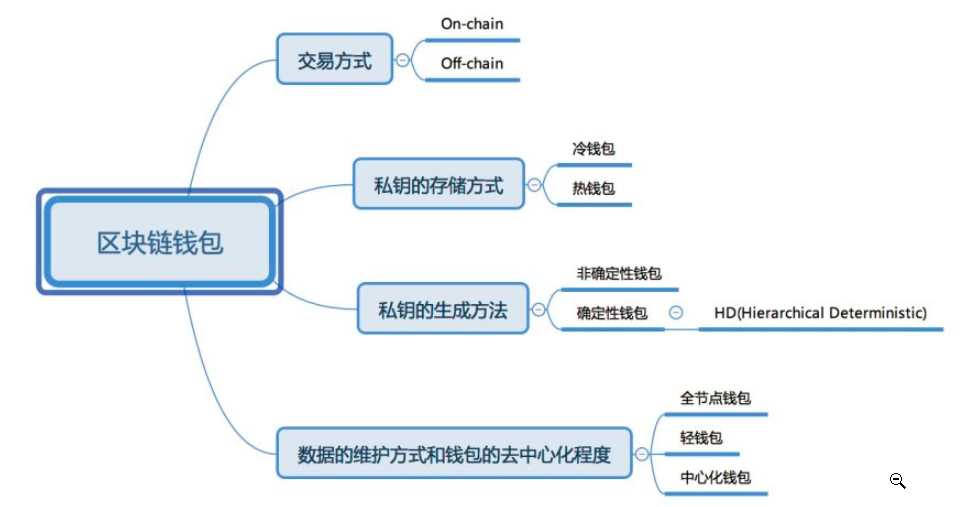 区块链钱包
交易方式
On-chain
Off-chain
私钥的存储方式
冷钱包
热钱包
私钥的生成方法
非确定性钱包
确定性钱包
HD(Hierarchical Deterministic)
数据的维护方式和钱包的去中心化程度
全节点钱包
轻钱包
中心化钱包